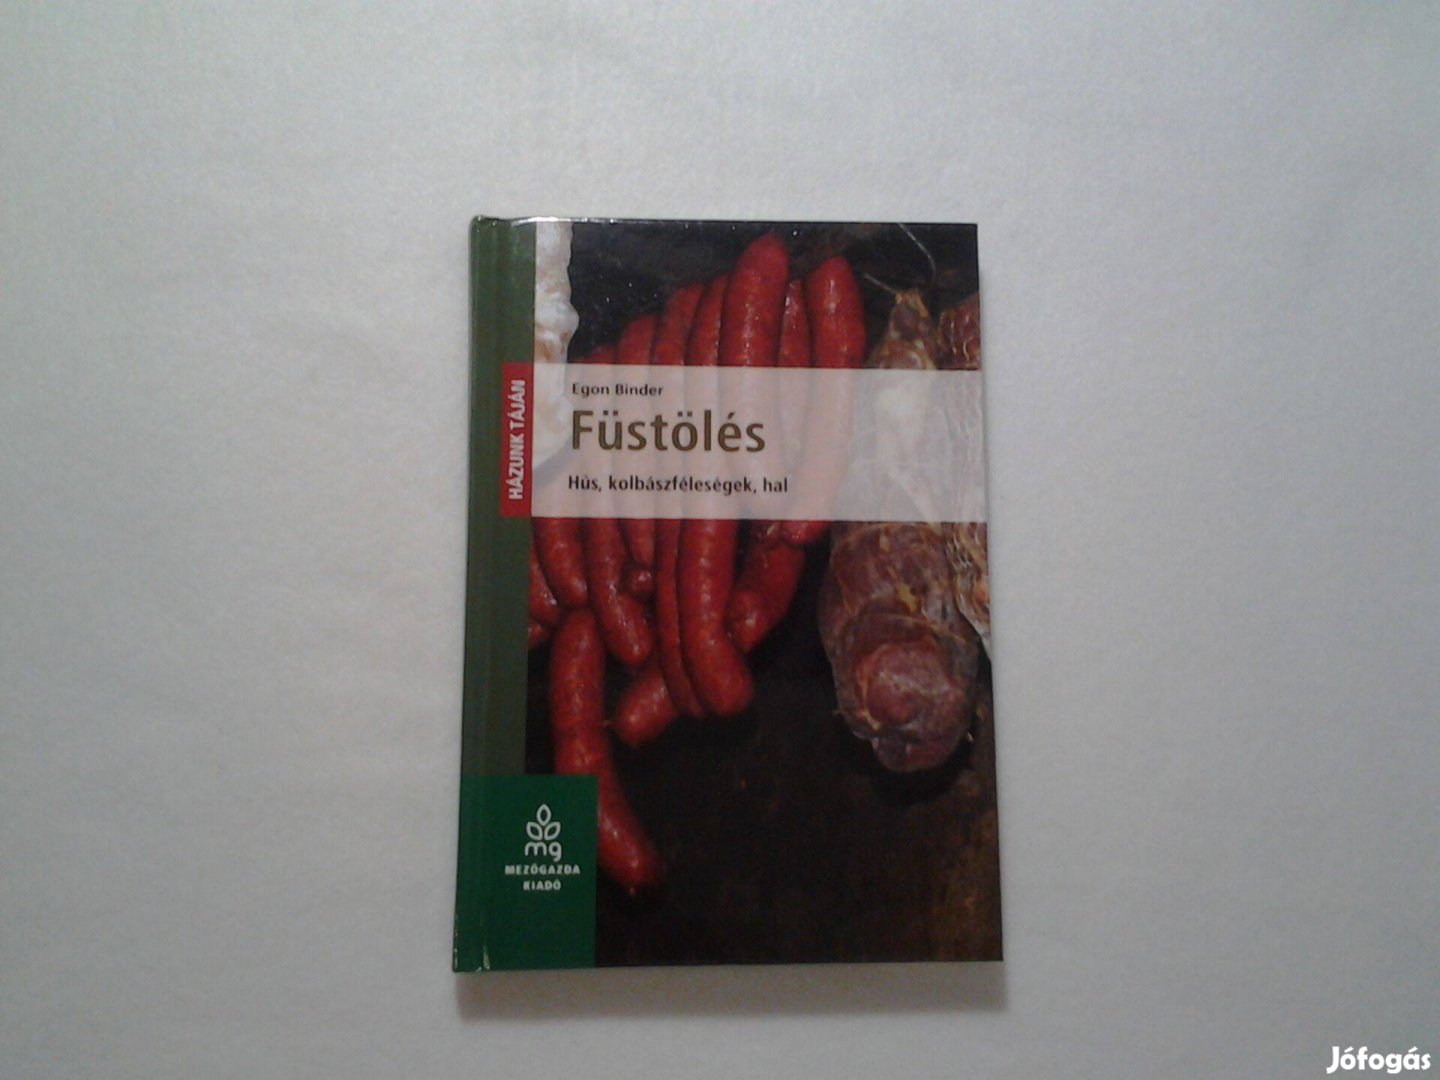 Egon Binder
Füstölés
Hús, kolbászféleségek, hal
HÁZUNK TÁJÁN
mg
MEZŐGAZDA
KIADÓ
Jófogás